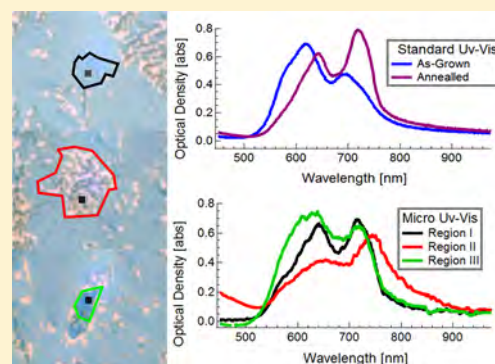 Standard Uv-Vis
As-Grown
Annealled
Optical Density [abs]
0.8
0.6
0.4
0.2
0.0
600 700 800 900
Wavelength [nm]
Micro Uv-Vis
Region I
Region II
Region III
Optical Density [abs]
0.8
0.6
0.4
0.2
0.0
500 600 700 800 900
Wavelength [nm]